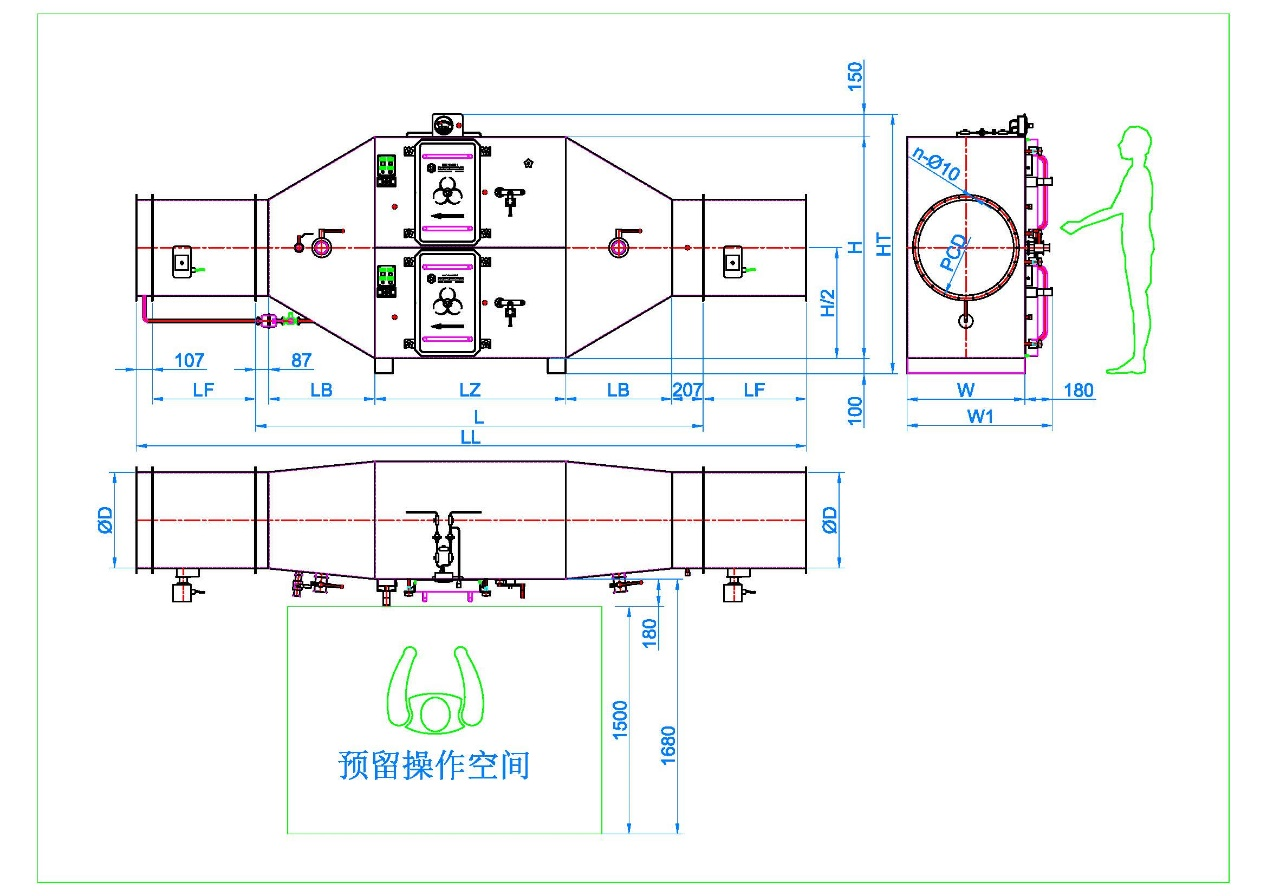 150
n-Ø10
PCD
H
HT
H/2
107
87
LF
LB
LZ
LB
207
LF
100
W
180
L
W1
LL
ØD
ØD
180
1500
1680
预留操作空间